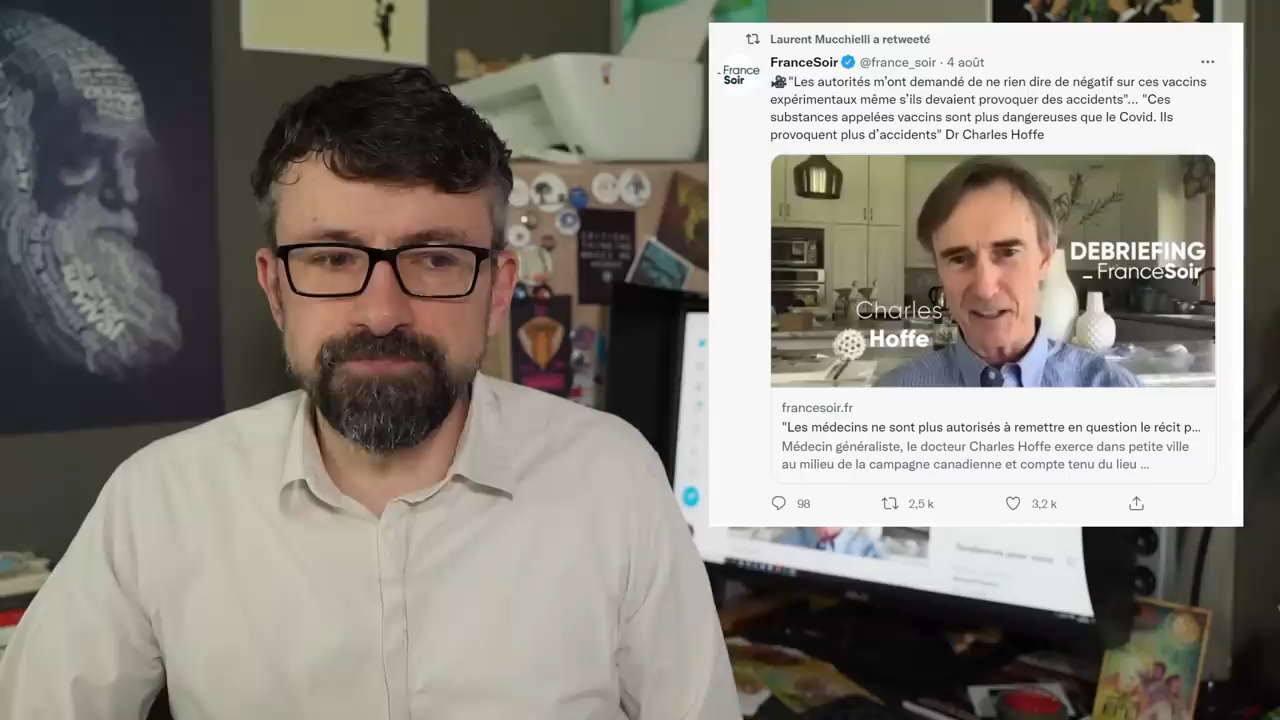 Laurent Mucchielli a retweeté
FranceSoir @france_soir · 4 août
France
Soir
"Les autorités m'ont demandé de ne rien dire de négatif sur ces vaccins
expérimentaux même s'ils devaient provoquer des accidents"... "Ces
substances appelées vaccins sont plus dangereuses que le Covid. Ils
provoquent plus d'accidents" Dr Charles Hoffe
DEBRIEFING
_ FranceSoir
Charles
Hoffe
francesoir.fr
"Les médecins ne sont plus autorisés à remettre en question le récit p...
Médecin généraliste, le docteur Charles Hoffe exerce dans petite ville
au milieu de la campagne canadienne et compte tenu du lieu ...
98 2,5 k 3,2 k
CRITICAL
THINKING